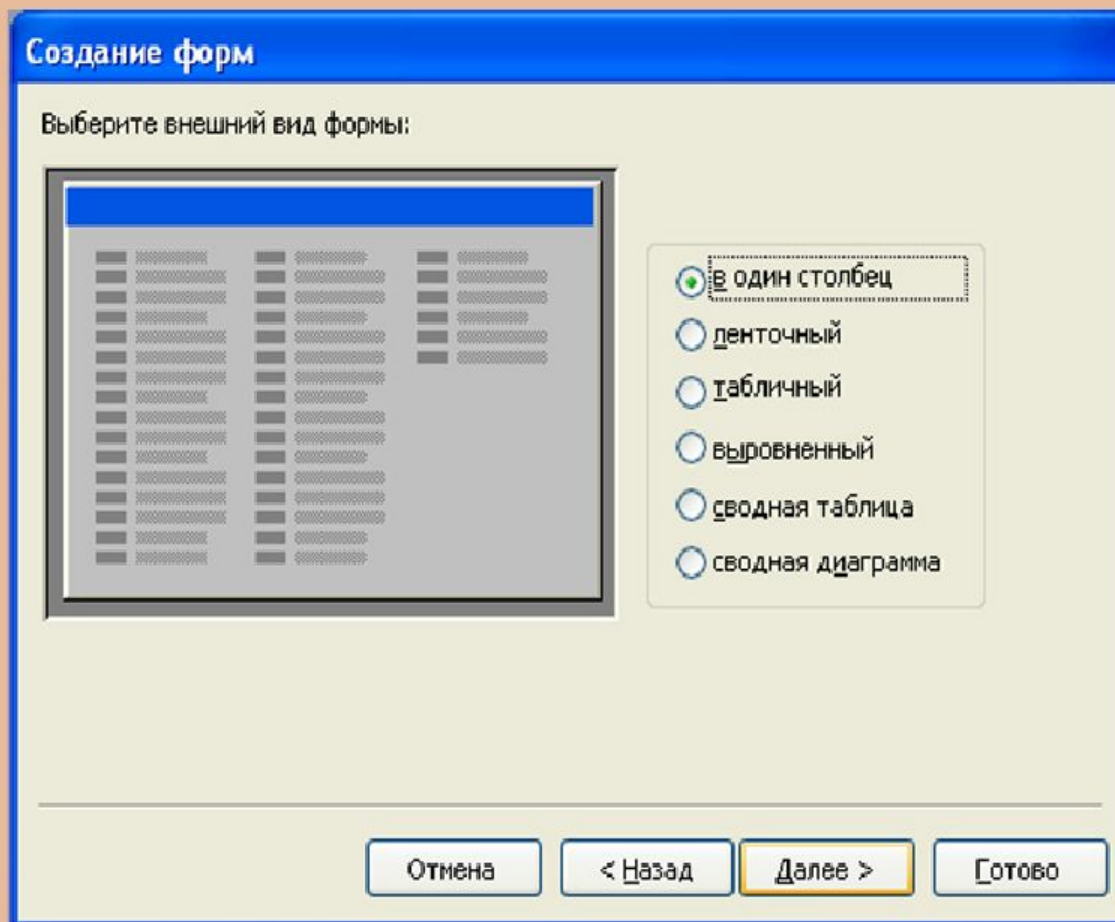 Создание форм
Выберите внешний вид формы:
в один столбец
ленточный
табличный
выровненный
сводная таблица
сводная диаграмма
Отмена
< Назад
Далее >
Готово